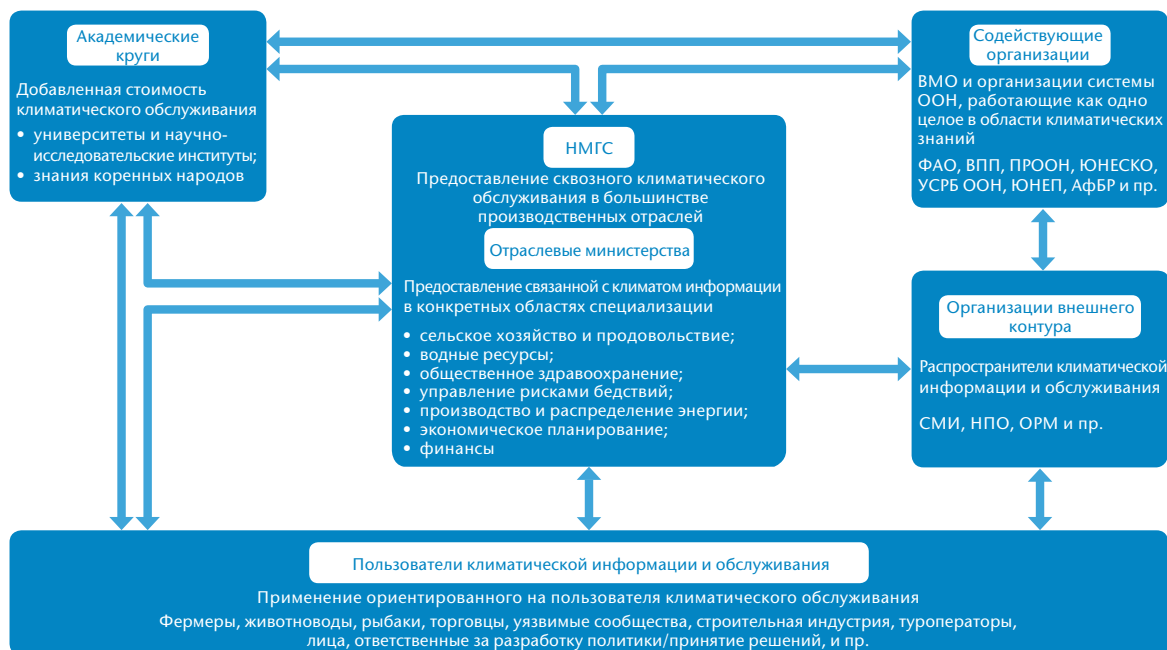 Академические
круги
Добавленная стоимость
климатического обслуживания
• университеты и научно-
исследовательские институты;
• знания коренных народов
Содействующие
организации
ВМО и организации системы
ООН, работающие как одно
целое в области климатических
знаний
ФАО, ВПП, ПРООН, ЮНЕСКО,
УСРБ ООН, ЮНЕП, АфБР и пр.
НМГС
Предоставление сквозного климатического
обслуживания в большинстве
производственных отраслей
Отраслевые министерства
Предоставление связанной с климатом информации
в конкретных областях специализации
• сельское хозяйство и продовольствие;
• водные ресурсы;
• общественное здравоохранение;
• управление рисками бедствий;
• производство и распределение энергии;
• экономическое планирование;
• финансы
Организации внешнего
контура
Распространители климатической
информации и обслуживания
СМИ, НПО, ОРМ и пр.
Пользователи климатической информации и обслуживания
Применение ориентированного на пользователя климатического обслуживания
Фермеры, животноводы, рыбаки, торговцы, уязвимые сообщества, строительная индустрия, туроператоры,
лица, ответственные за разработку политики/принятие решений, и пр.